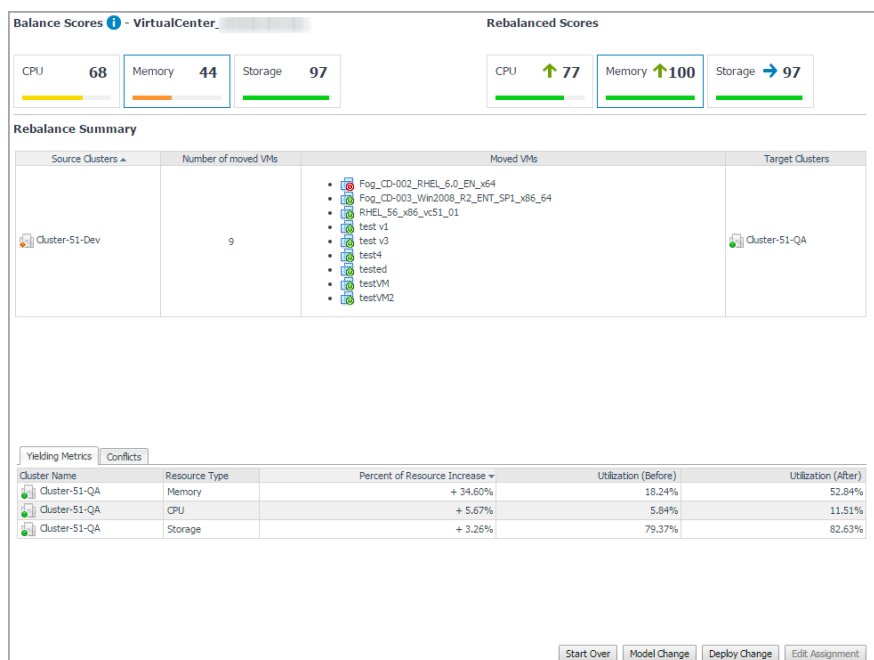 Balance Scores - VirtualCenter_
Rebalanced Scores
CPU 68 Memory 44 Storage 97
CPU 77 Memory 100 Storage 97
Rebalance Summary
Source Clusters Number of moved VMs Moved VMs Target Clusters
Cluster-51-Dev 9
Fog_CD-002_RHEL_6.0_EN_x64
Fog_CD-003_Win2008_R2_ENT_SP1_x86_64
RHEL_56_x86_vc51_01
test v1
test v3
test4
tested
testVM
testVM2
Cluster-51-QA
Yielding Metrics Conflicts
Cluster Name Resource Type Percent of Resource Increase Utilization (Before) Utilization (After)
Cluster-51-QA Memory + 34.60% 18.24% 52.84%
Cluster-51-QA CPU + 5.67% 5.84% 11.51%
Cluster-51-QA Storage + 3.26% 79.37% 82.63%
Start Over Model Change Deploy Change Edit Assignment